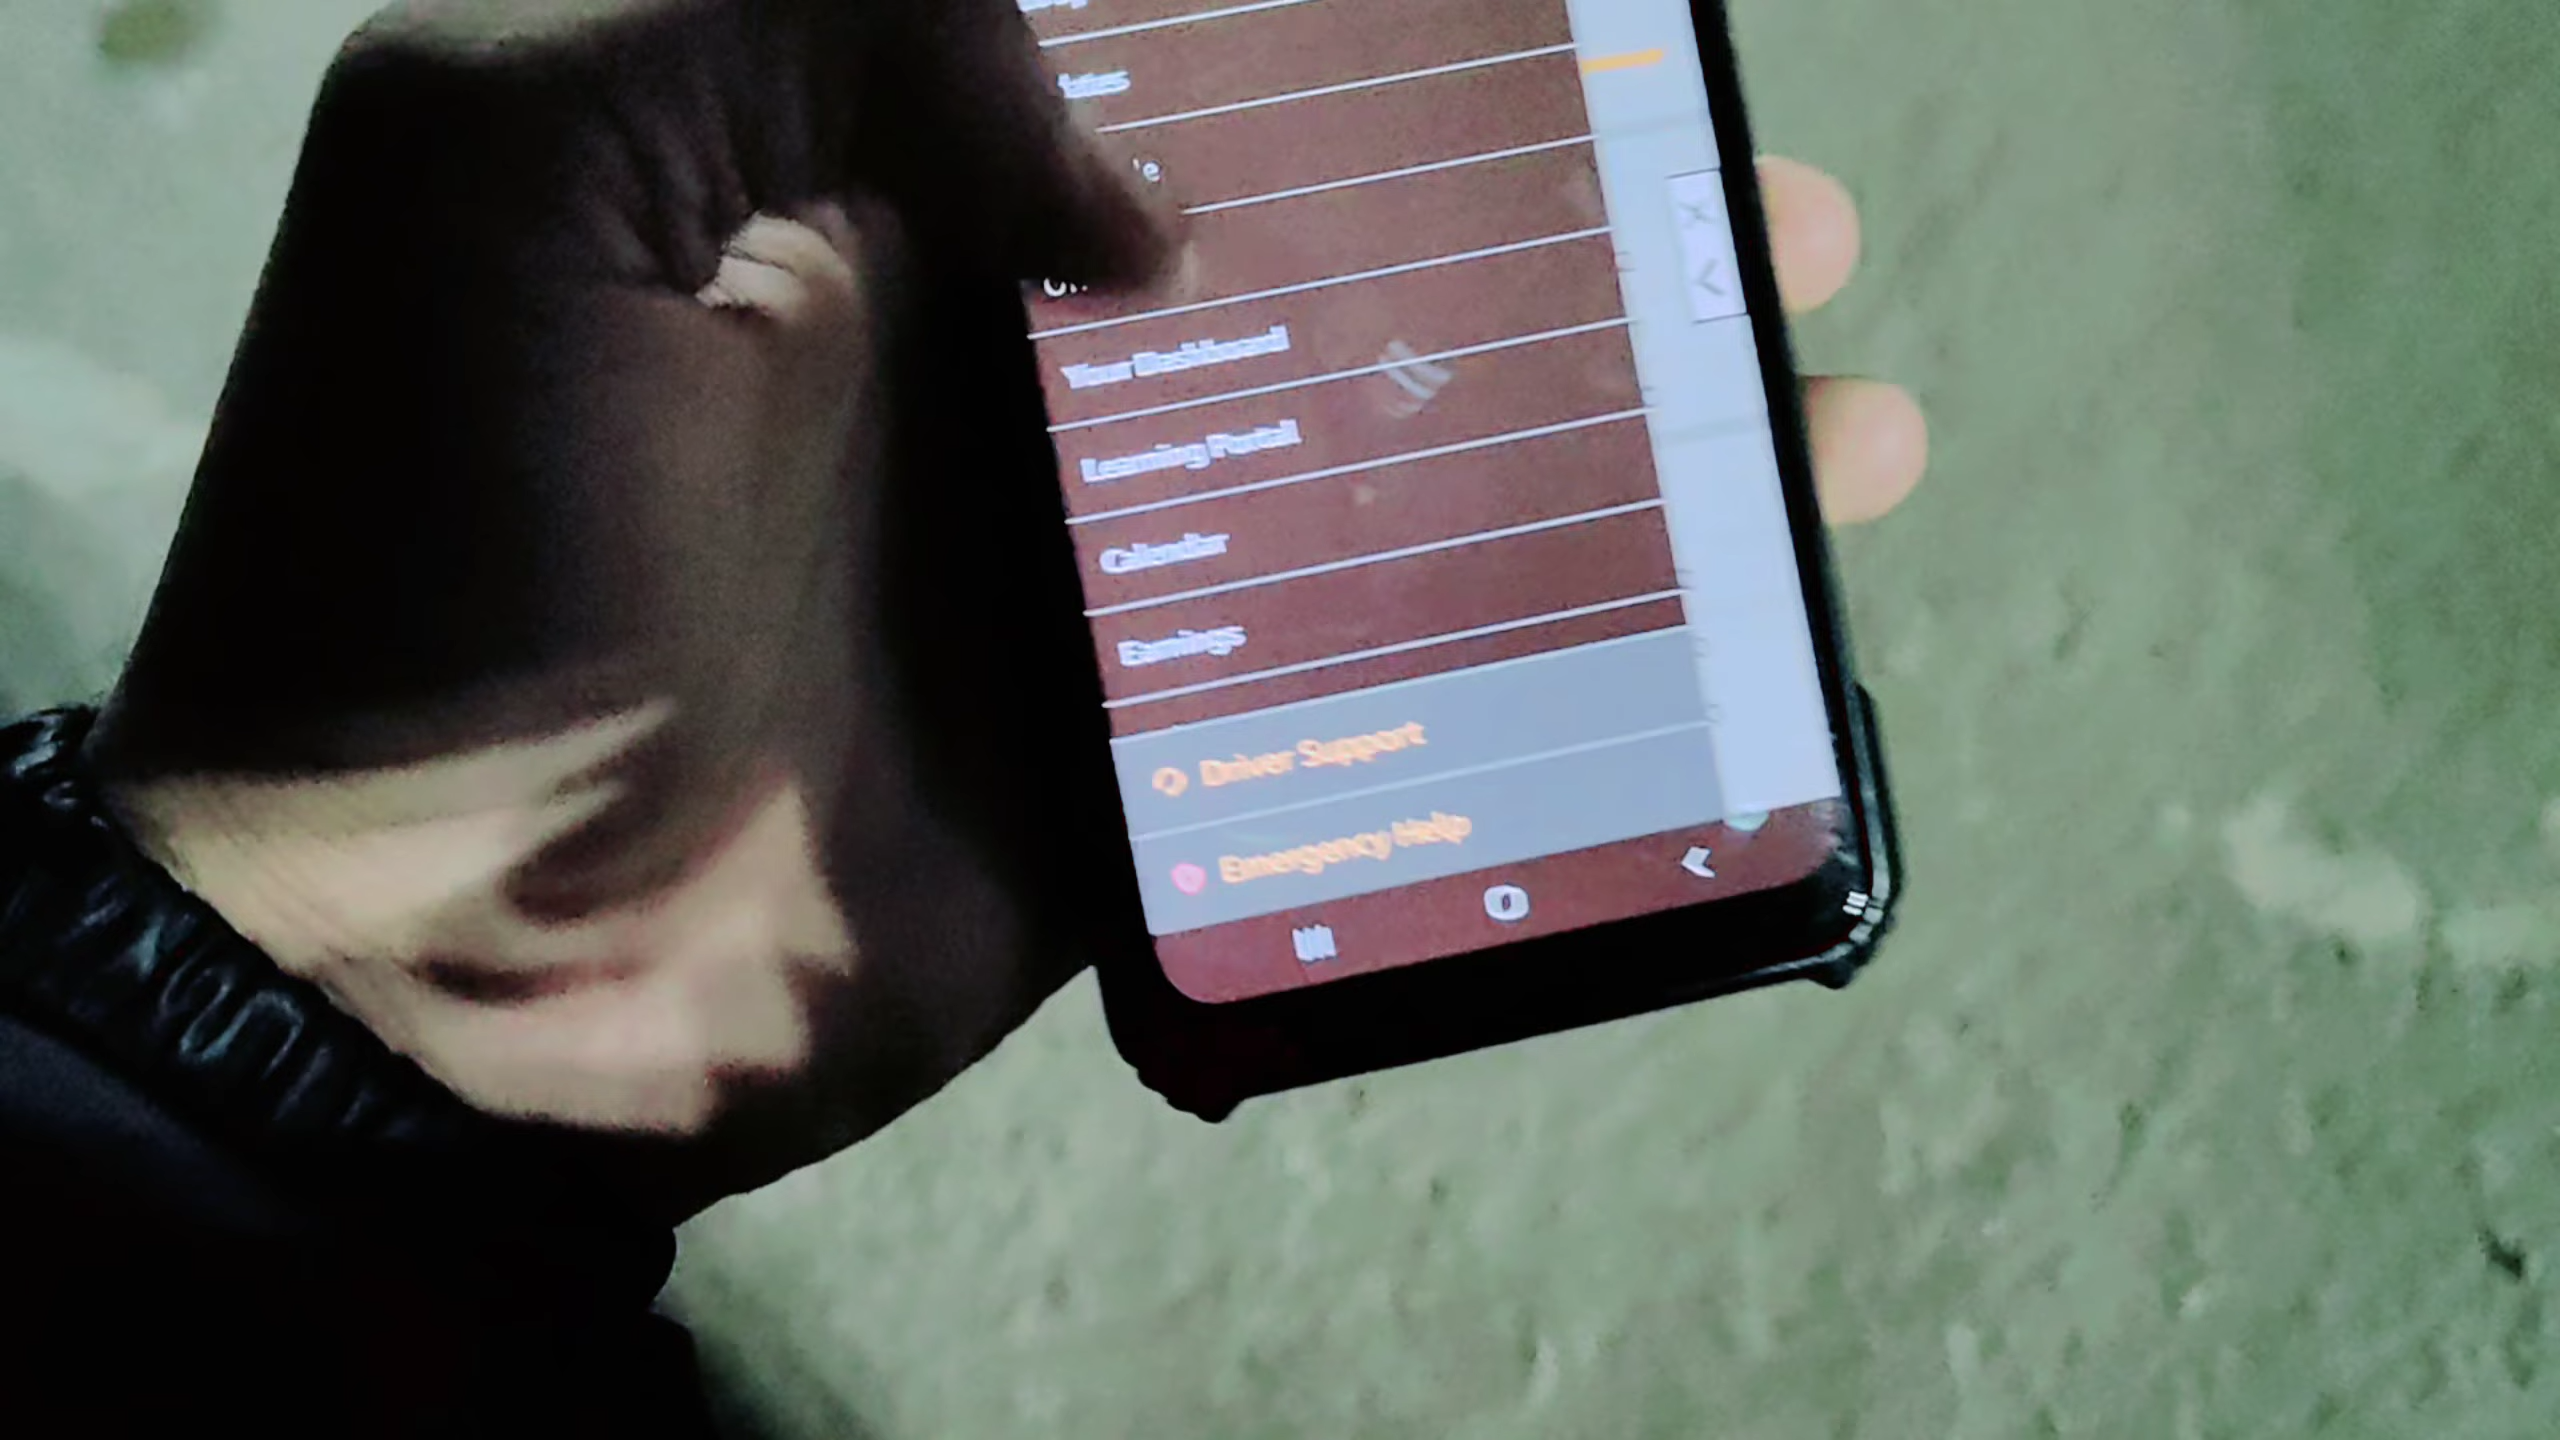 Your Dashboard
Learning Portal
Calendar
Earnings
Driver Support
Emergency Help